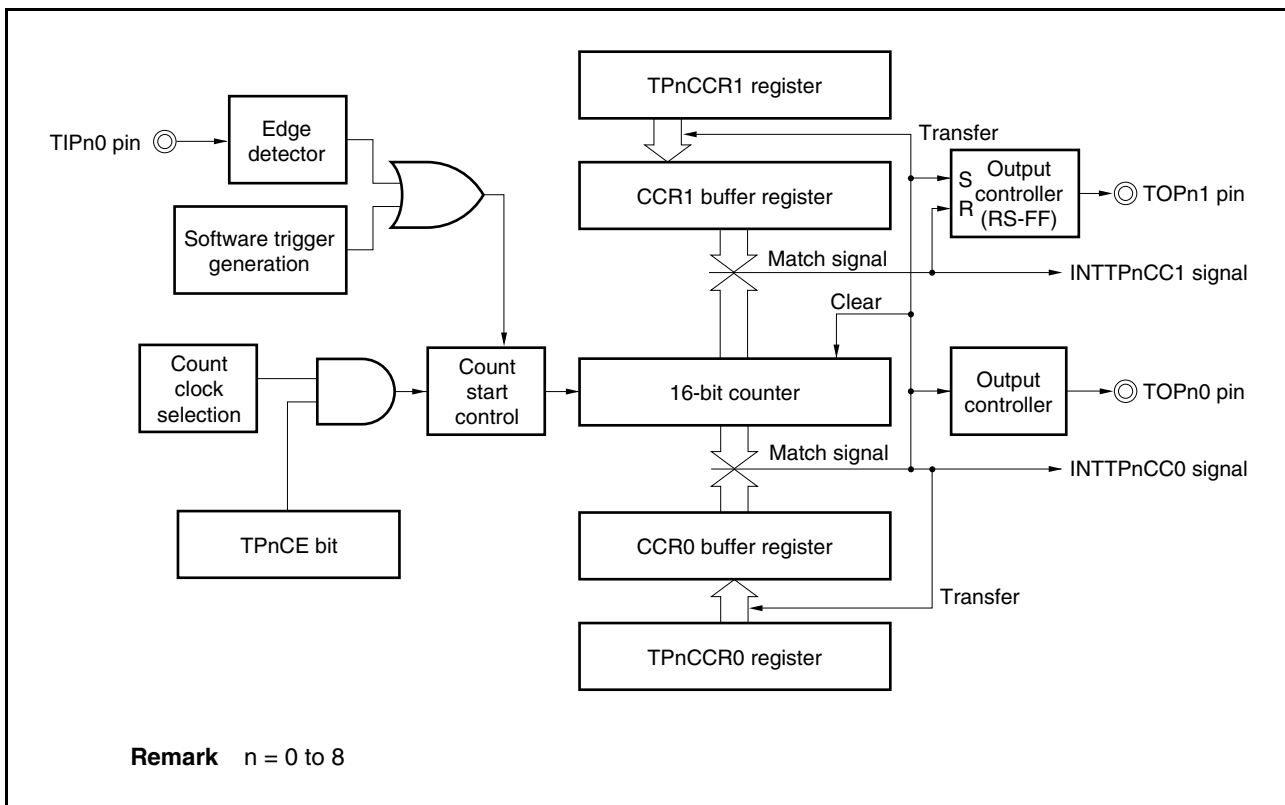 TPnCCR1 register
TIPn0 pin
Edge
detector
Transfer
CCR1 buffer register
S
R
Output
controller
(RS-FF)
TOPn1 pin
Software trigger
generation
Match signal
INTTPnCC1 signal
Clear
Count
clock
selection
Count
start
control
16-bit counter
Output
controller
TOPn0 pin
Match signal
INTTPnCC0 signal
TPnCE bit
CCR0 buffer register
Transfer
TPnCCR0 register
Remark n = 0 to 8